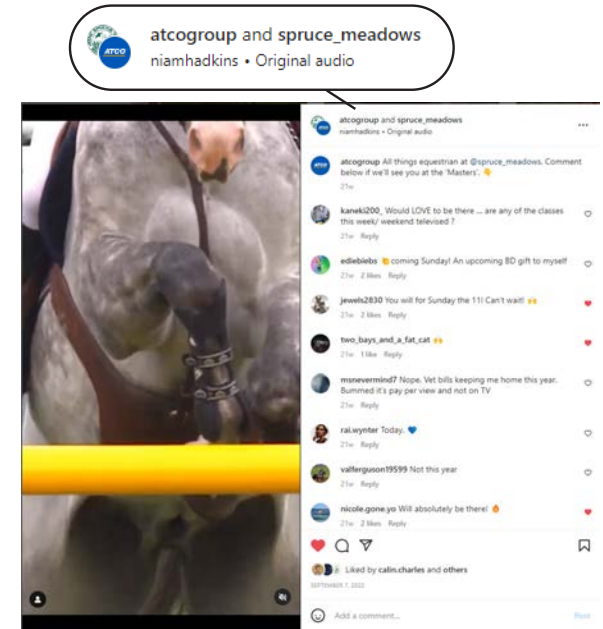 atcogroup and spruce_meadows
niamhadkins • Original audio
ATCO
atcogroup and spruce_meadows
niamhadkins • Original audio
atcogroup All things equestrian at @spruce_meadows. Comment
below if we'll see you at the 'Masters'. 👇
21w
kaneki200_ Would LOVE to be there ... are any of the classes
this week/ weekend televised ?
21w Reply
ediebiebs 👏 coming Sunday! An upcoming BD gift to myself
21w 2 likes Reply
jewels2830 You will for Sunday the 11! Can't wait! 🙌
21w 2 likes Reply
two_bays_and_a_fat_cat 🙌
21w 1 like Reply
msnevermind7 Nope. Vet bills keeping me home this year.
Bummed it's pay per view and not on TV
21w Reply
rai.wynter Today. 💙
21w Reply
valferguson19599 Not this year
21w Reply
nicole.gone.yo Will absolutely be there! 🔥
21w 2 likes Reply
Liked by calin.charles and others
SEPTEMBER 7, 2022
Add a comment...
Post